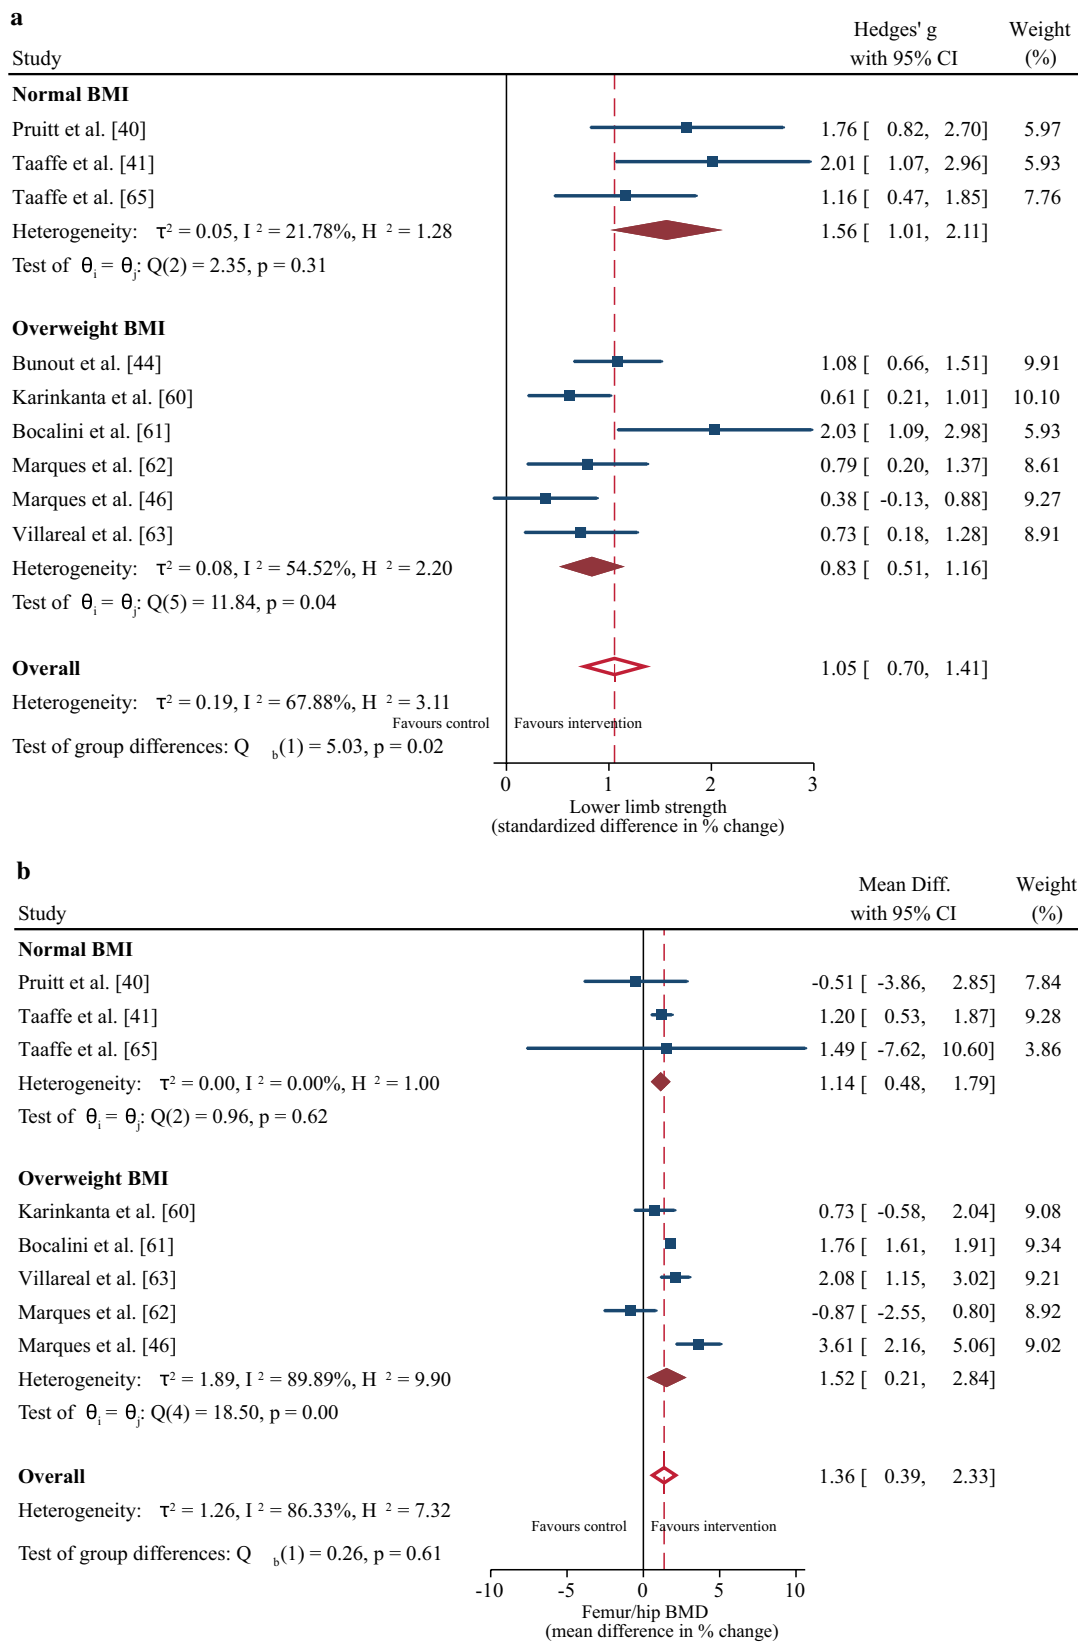 a
Hedges' g Weight
Study with 95% CI (%)
Normal BMI
Pruitt et al. [40] 1.76 [ 0.82, 2.70] 5.97
Taaffe et al. [41] 2.01 [ 1.07, 2.96] 5.93
Taaffe et al. [65] 1.16 [ 0.47, 1.85] 7.76
Heterogeneity: τ² = 0.05, I ² = 21.78%, H ² = 1.28 1.56 [ 1.01, 2.11]
Test of θᵢ = θⱼ: Q(2) = 2.35, p = 0.31
Overweight BMI
Bunout et al. [44] 1.08 [ 0.66, 1.51] 9.91
Karinkanta et al. [60] 0.61 [ 0.21, 1.01] 10.10
Bocalini et al. [61] 2.03 [ 1.09, 2.98] 5.93
Marques et al. [62] 0.79 [ 0.20, 1.37] 8.61
Marques et al. [46] 0.38 [ -0.13, 0.88] 9.27
Villareal et al. [63] 0.73 [ 0.18, 1.28] 8.91
Heterogeneity: τ² = 0.08, I ² = 54.52%, H ² = 2.20 0.83 [ 0.51, 1.16]
Test of θᵢ = θⱼ: Q(5) = 11.84, p = 0.04
Overall 1.05 [ 0.70, 1.41]
Heterogeneity: τ² = 0.19, I ² = 67.88%, H ² = 3.11
Favours control Favours intervention
Test of group differences: Q b(1) = 5.03, p = 0.02
0 1 2 3
Lower limb strength
(standardized difference in % change)
b
Mean Diff. Weight
Study with 95% CI (%)
Normal BMI
Pruitt et al. [40] -0.51 [ -3.86, 2.85] 7.84
Taaffe et al. [41] 1.20 [ 0.53, 1.87] 9.28
Taaffe et al. [65] 1.49 [ -7.62, 10.60] 3.86
Heterogeneity: τ² = 0.00, I ² = 0.00%, H ² = 1.00 1.14 [ 0.48, 1.79]
Test of θᵢ = θⱼ: Q(2) = 0.96, p = 0.62
Overweight BMI
Karinkanta et al. [60] 0.73 [ -0.58, 2.04] 9.08
Bocalini et al. [61] 1.76 [ 1.61, 1.91] 9.34
Villareal et al. [63] 2.08 [ 1.15, 3.02] 9.21
Marques et al. [62] -0.87 [ -2.55, 0.80] 8.92
Marques et al. [46] 3.61 [ 2.16, 5.06] 9.02
Heterogeneity: τ² = 1.89, I ² = 89.89%, H ² = 9.90 1.52 [ 0.21, 2.84]
Test of θᵢ = θⱼ: Q(4) = 18.50, p = 0.00
Overall 1.36 [ 0.39, 2.33]
Heterogeneity: τ² = 1.26, I ² = 86.33%, H ² = 7.32
Favours control Favours intervention
Test of group differences: Q b(1) = 0.26, p = 0.61
-10 -5 0 5 10
Femur/hip BMD
(mean difference in % change)